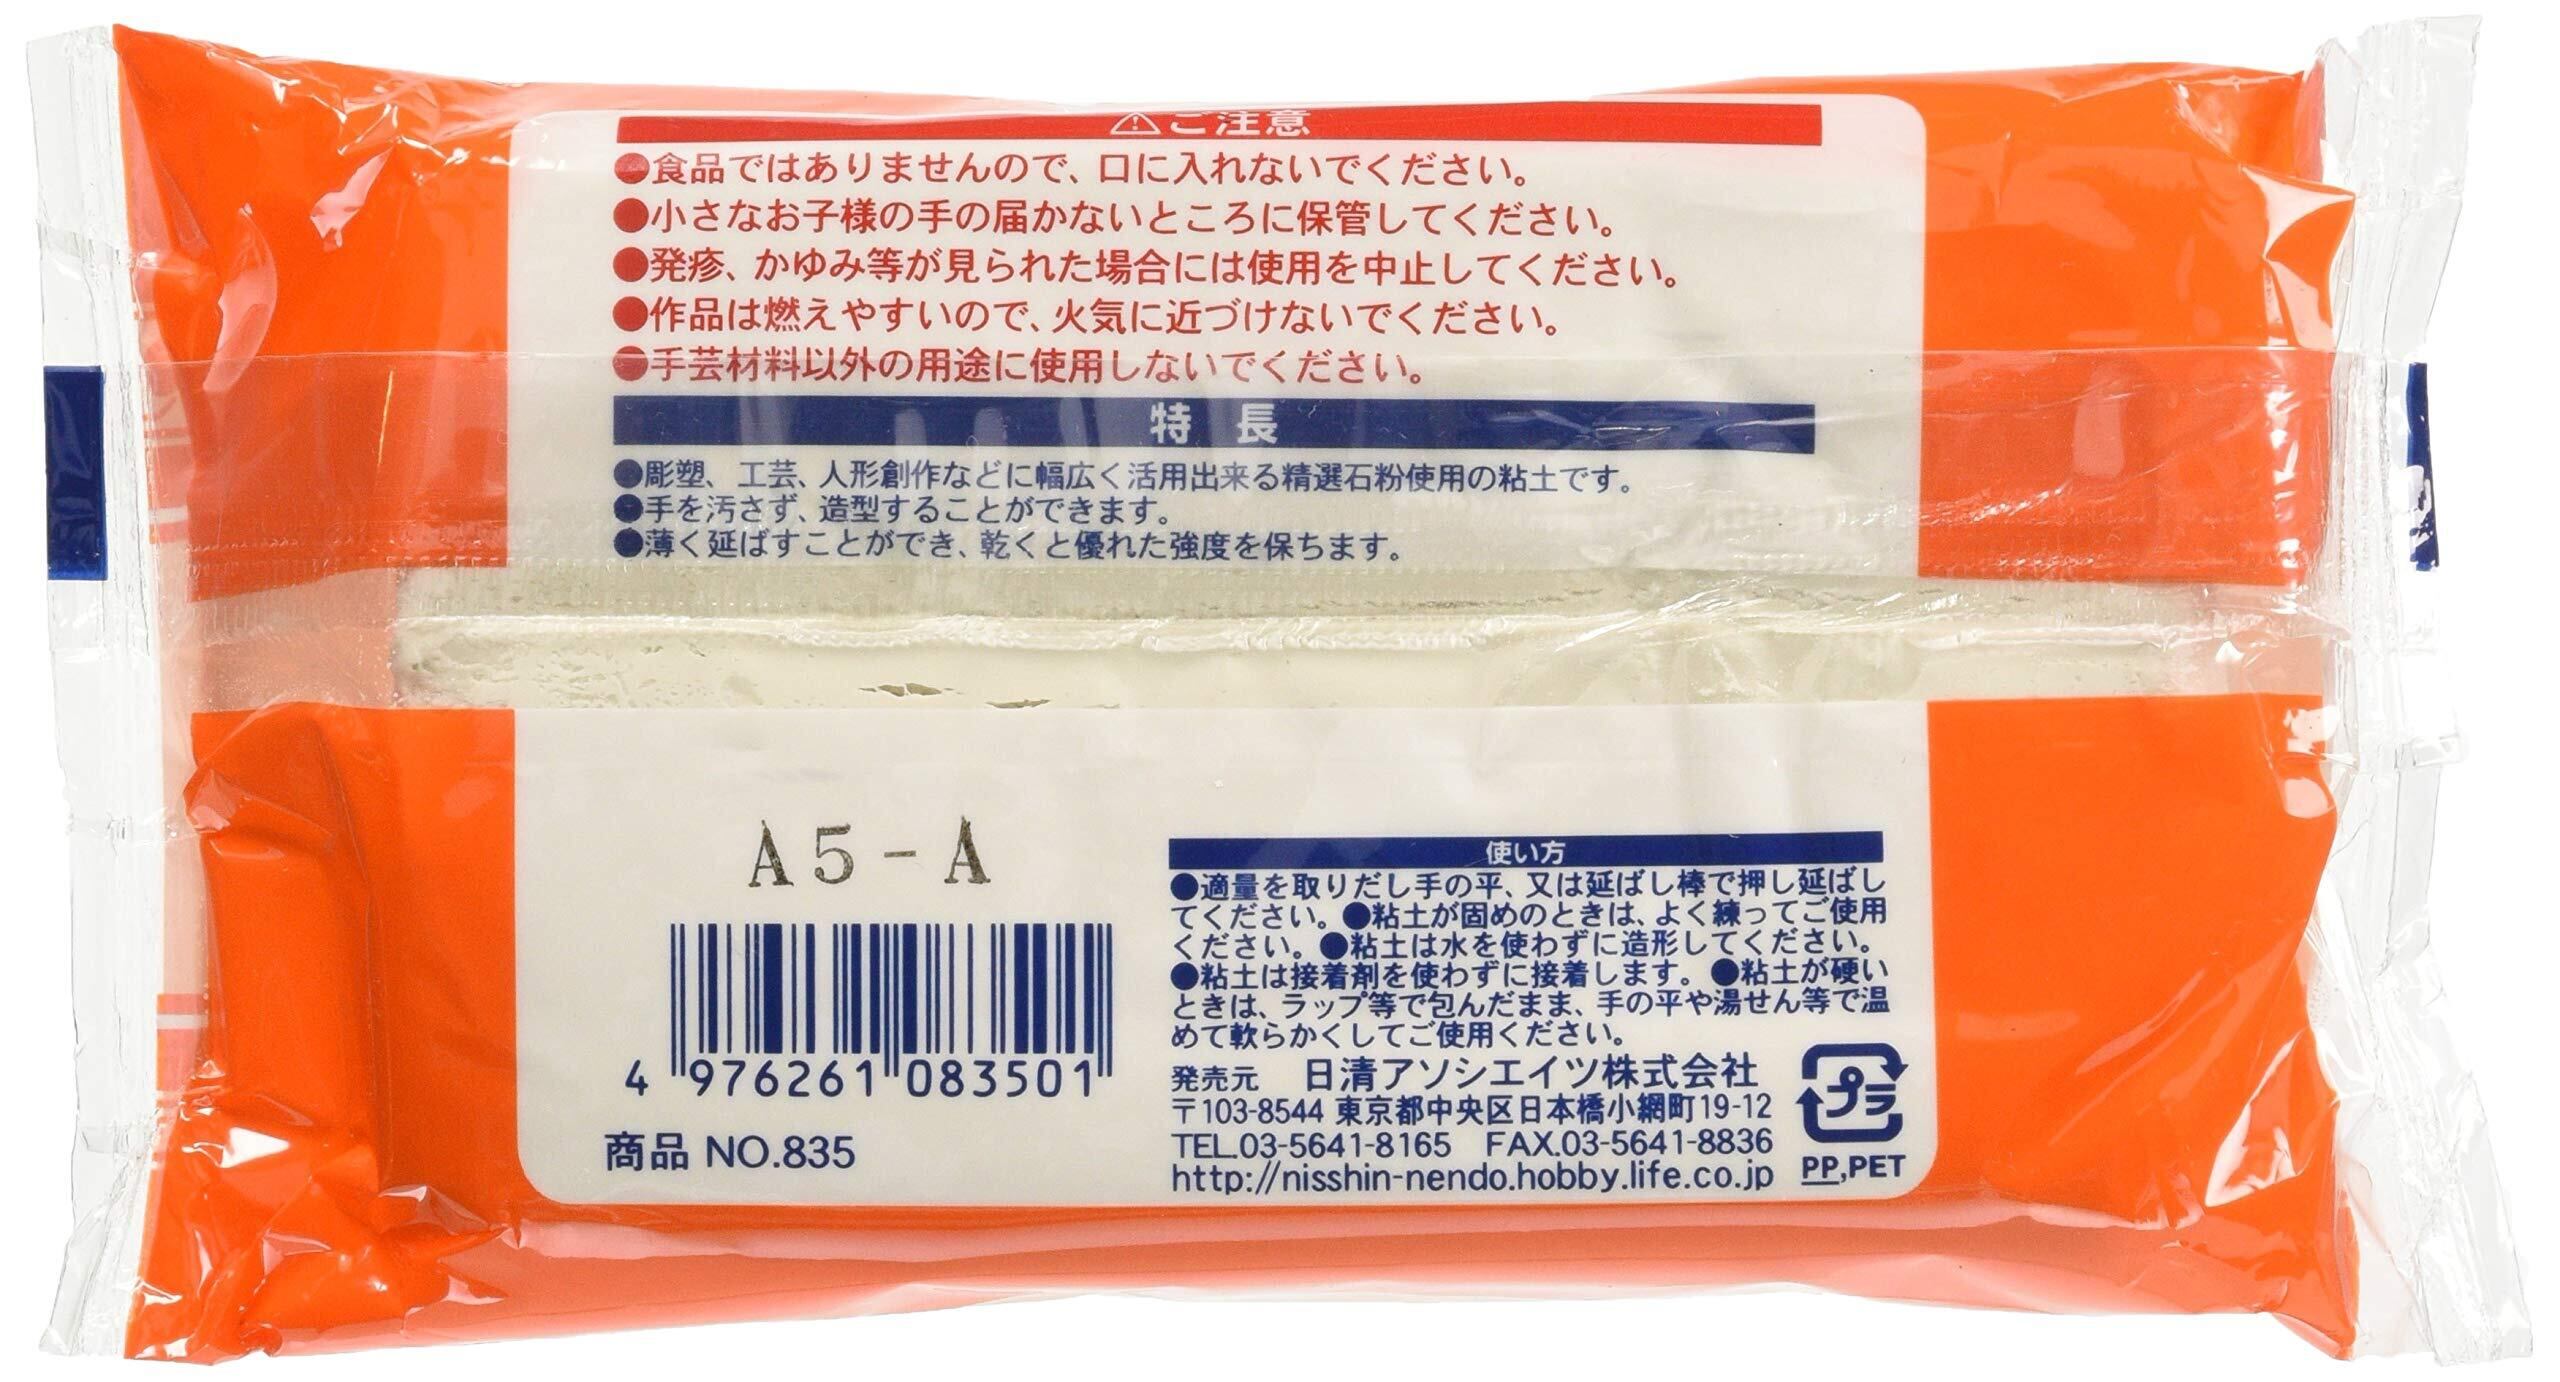 ⚠ご注意
●食品ではありませんので、口に入れないでください。
●小さなお子様の手の届かないところに保管してください。
●発疹、かゆみ等が見られた場合には使用を中止してください。
●作品は燃えやすいので、火気に近づけないでください。
●手芸材料以外の用途に使用しないでください。
特 長
●彫塑、工芸、人形創作などに幅広く活用出来る精選石粉使用の粘土です。
●手を汚さず、造型することができます。
●薄く延ばすことができ、乾くと優れた強度を保ちます。
A5-A
4 976261 083501
商品 NO.835
使い方
●適量を取りだし手の平、又は延ばし棒で押し延ばし
てください。●粘土が固めのときは、よく練ってご使用
ください。●粘土は水を使わずに造形してください。
●粘土は接着剤を使わずに接着します。●粘土が硬い
ときは、ラップ等で包んだまま、手の平や湯せん等で温
めて軟らかくしてご使用ください。
発売元 日清アソシエイツ株式会社
〒103-8544 東京都中央区日本橋小網町19-12
TEL.03-5641-8165 FAX.03-5641-8836
http://nisshin-nendo.hobby.life.co.jp
プラ
PP,PET